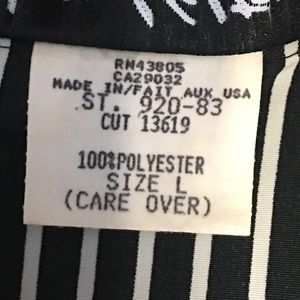 RN43805
CA29032
MADE IN/FAIT AUX USA
ST. 920-83
CUT 13619
100%POLYESTER
SIZE L
(CARE OVER)